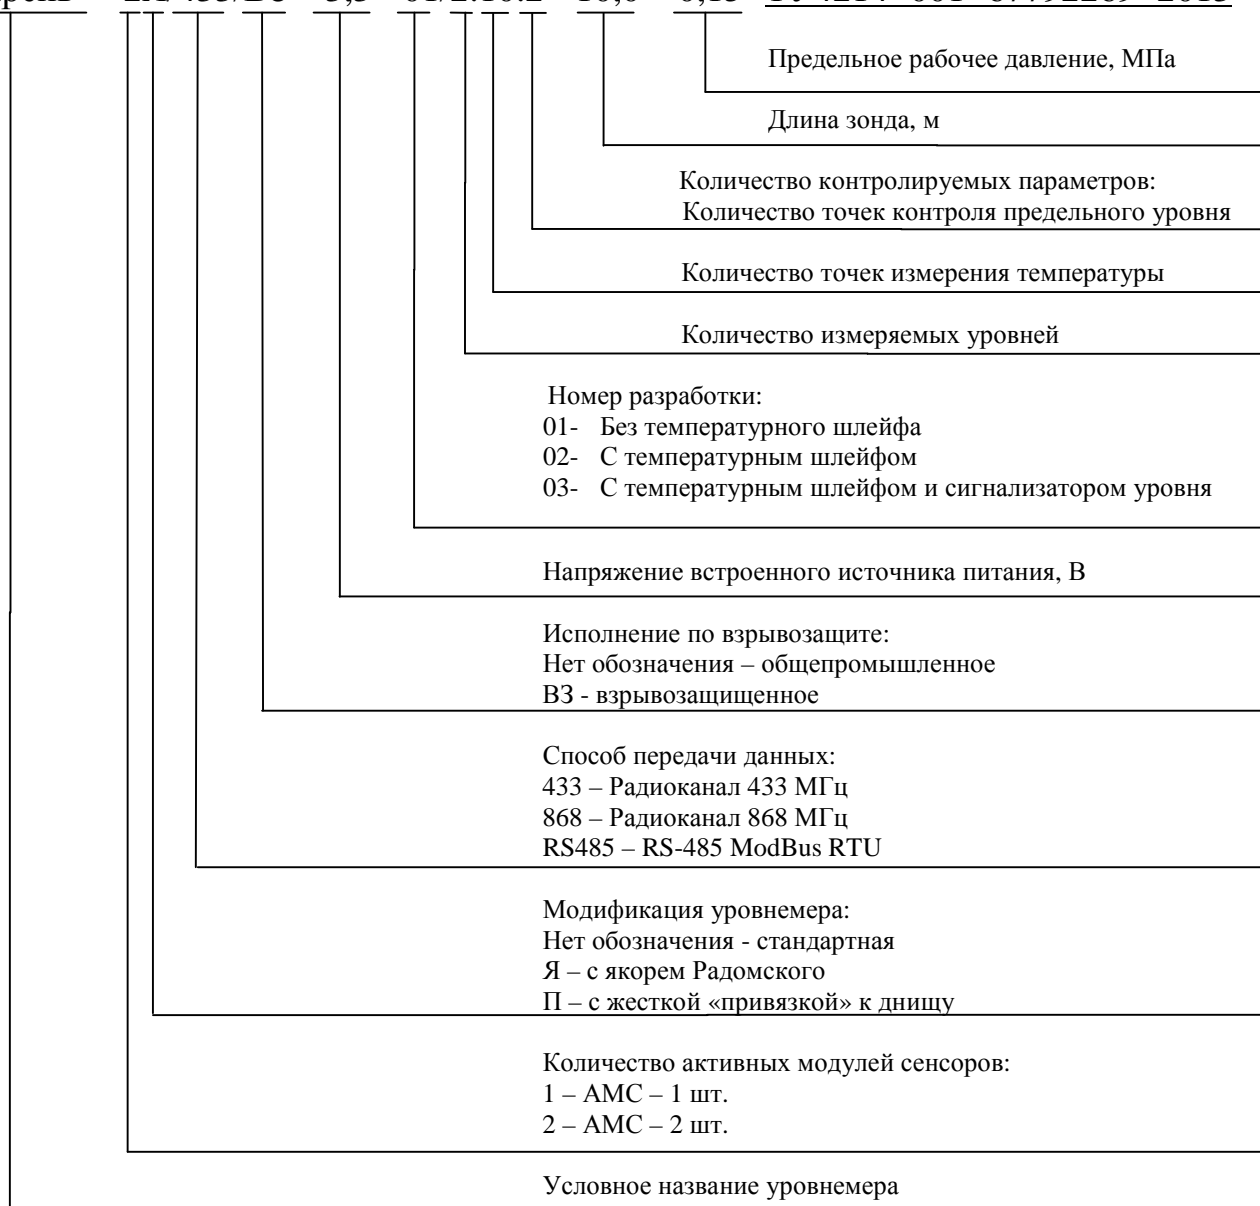 Предельное рабочее давление, МПа
Длина зонда, м
Количество контролируемых параметров:
Количество точек контроля предельного уровня
Количество точек измерения температуры
Количество измеряемых уровней
Номер разработки:
01- Без температурного шлейфа
02- С температурным шлейфом
03- С температурным шлейфом и сигнализатором уровня
Напряжение встроенного источника питания, В
Исполнение по взрывозащите:
Нет обозначения – общепромышленное
ВЗ - взрывозащищенное
Способ передачи данных:
433 – Радиоканал 433 МГц
868 – Радиоканал 868 МГц
RS485 – RS-485 ModBus RTU
Модификация уровнемера:
Нет обозначения - стандартная
Я – с якорем Радомского
П – с жесткой «привязкой» к днищу
Количество активных модулей сенсоров:
1 – АМС – 1 шт.
2 – АМС – 2 шт.
Условное название уровнемера